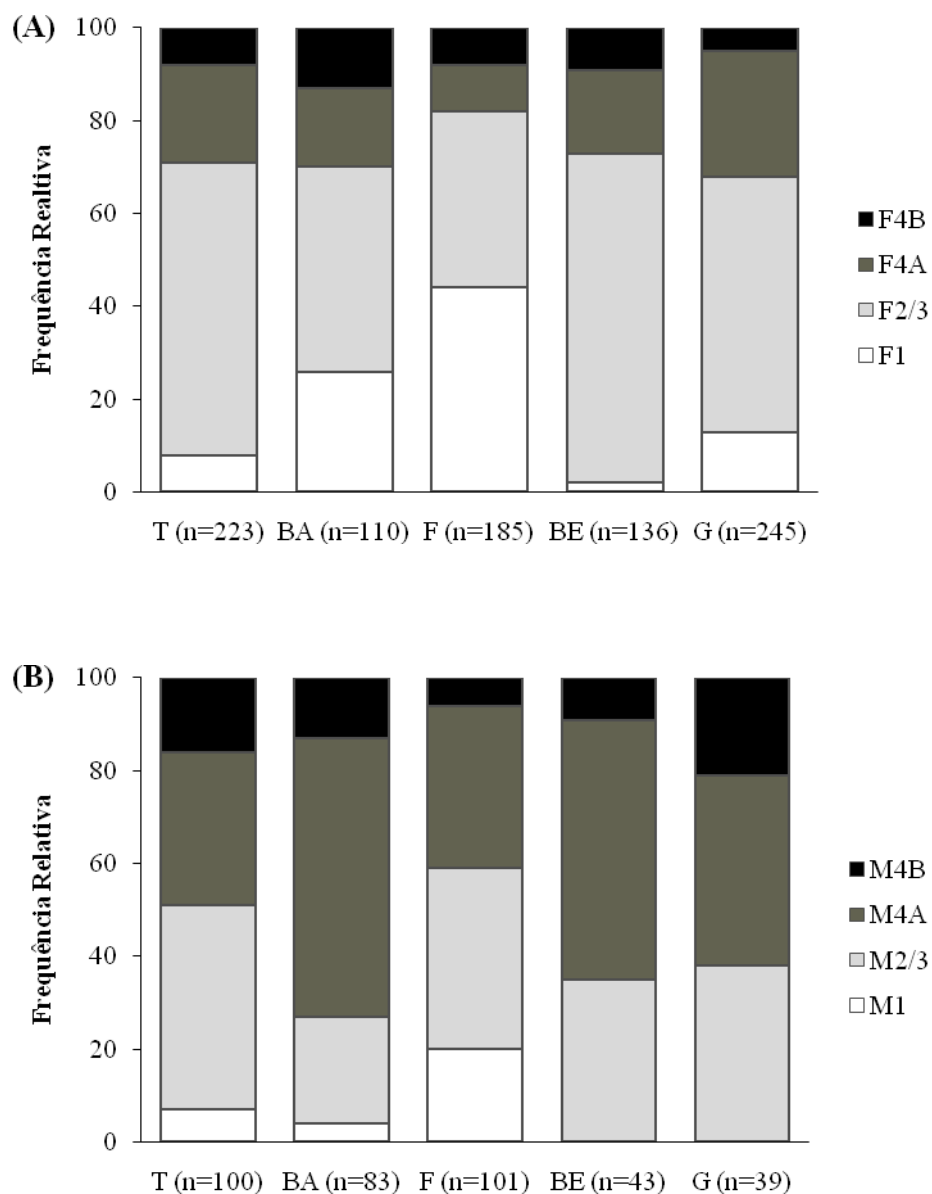 (A)
Frequência Realtiva
100
80
60
40
20
0
F4B
F4A
F2/3
F1
T (n=223) BA (n=110) F (n=185) BE (n=136) G (n=245)
(B)
Frequência Relativa
100
80
60
40
20
0
M4B
M4A
M2/3
M1
T (n=100) BA (n=83) F (n=101) BE (n=43) G (n=39)